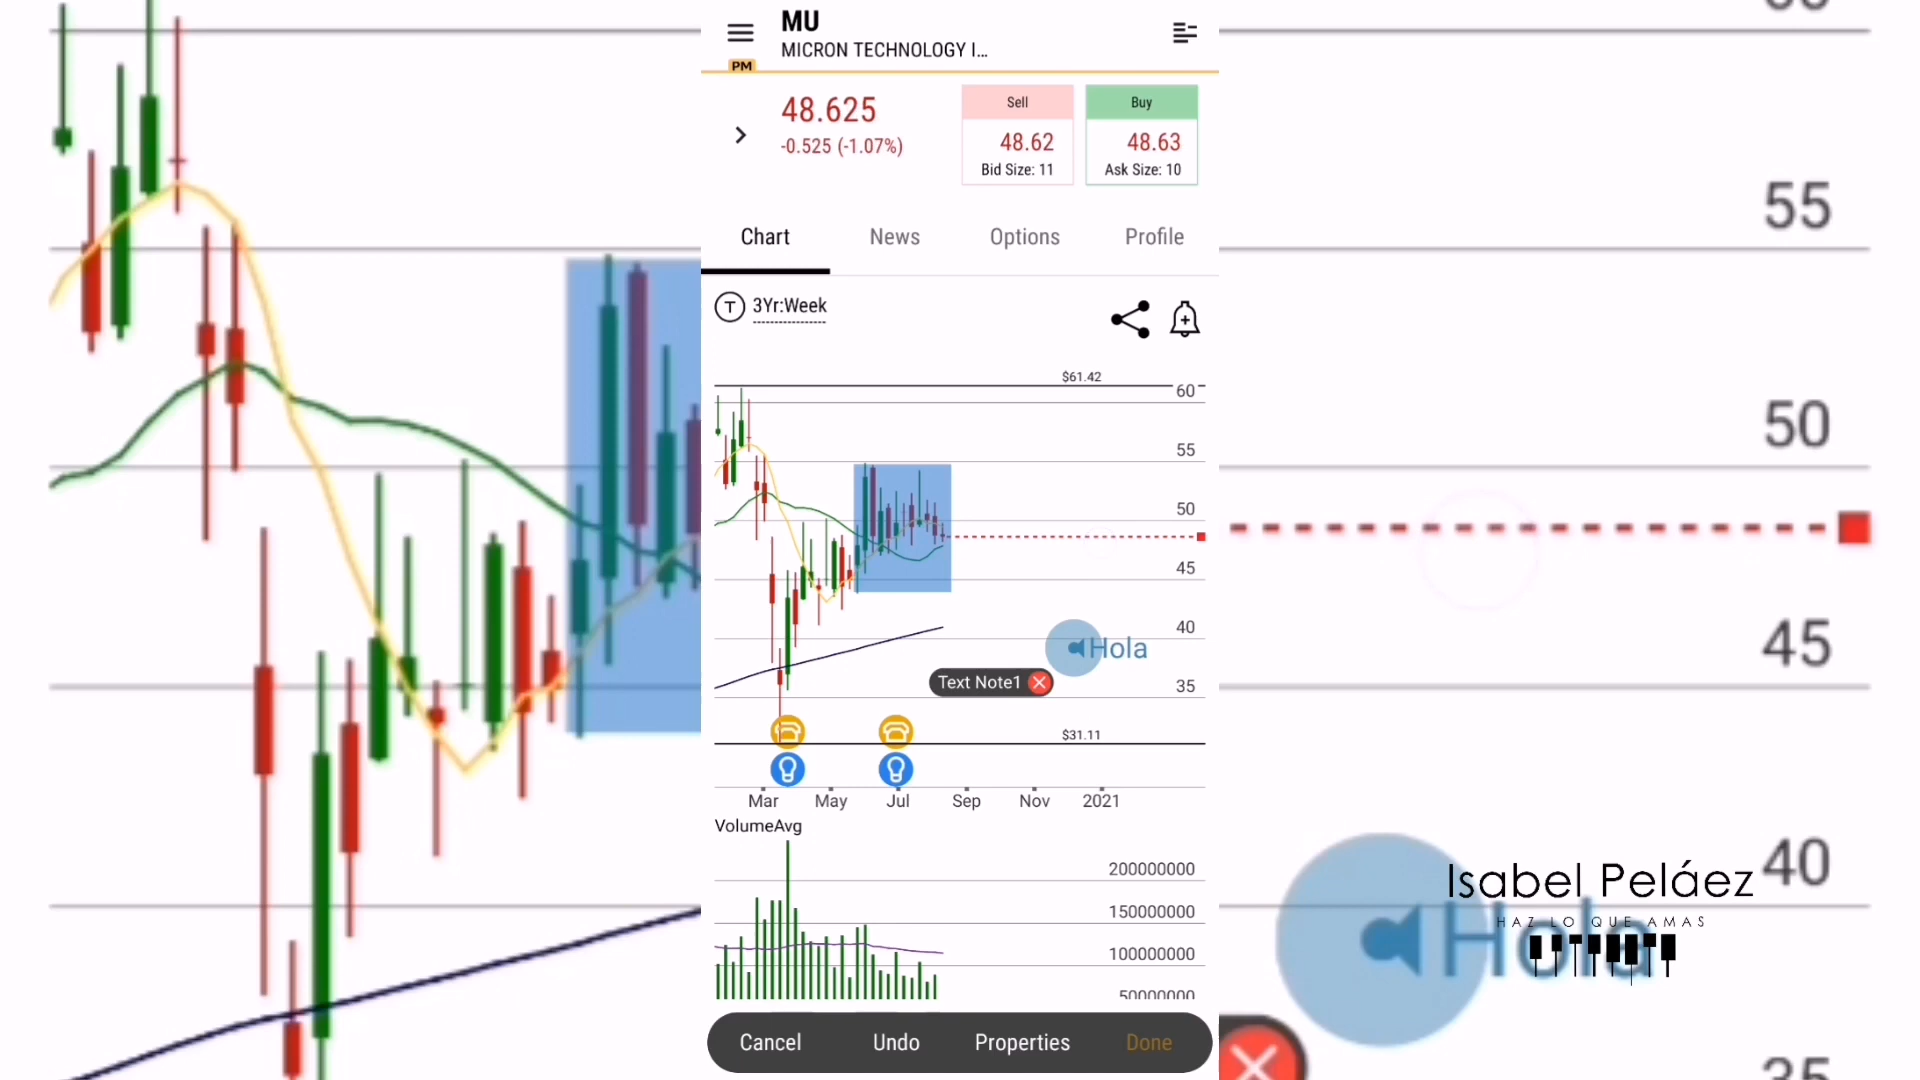 MU
MICRON TECHNOLOGY I...
PM
48.625
-0.525 (-1.07%)
Sell
48.62
Bid Size: 11
Buy
48.63
Ask Size: 10
Chart
News
Options
Profile
T
3Yr:Week
$61.42
60
55
50
45
40
35
Hola
Text Note1
$31.11
Mar
May
Jul
Sep
Nov
2021
VolumeAvg
200000000
150000000
100000000
50000000
Cancel
Undo
Properties
Done
55
50
45
40
35
Isabel Peláez
HAZ LO QUE AMAS
Hola